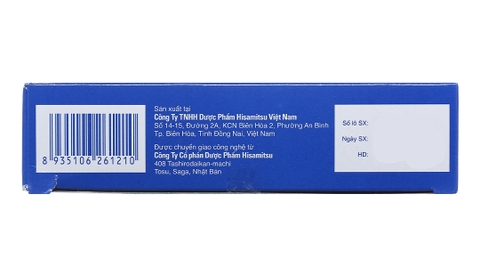 Sản xuất tại
Công Ty TNHH Dược Phẩm Hisamitsu Việt Nam
Số 14-15, Đường 2A, KCN Biên Hòa 2, Phường An Bình
Tp. Biên Hòa, Tỉnh Đồng Nai, Việt Nam
Được chuyển giao công nghệ từ
Công Ty Cổ phần Dược Phẩm Hisamitsu
408 Tashirodaikan-machi
Tosu, Saga, Nhật Bản
8 935106 261210
Số lô SX:
Ngày SX:
HD: